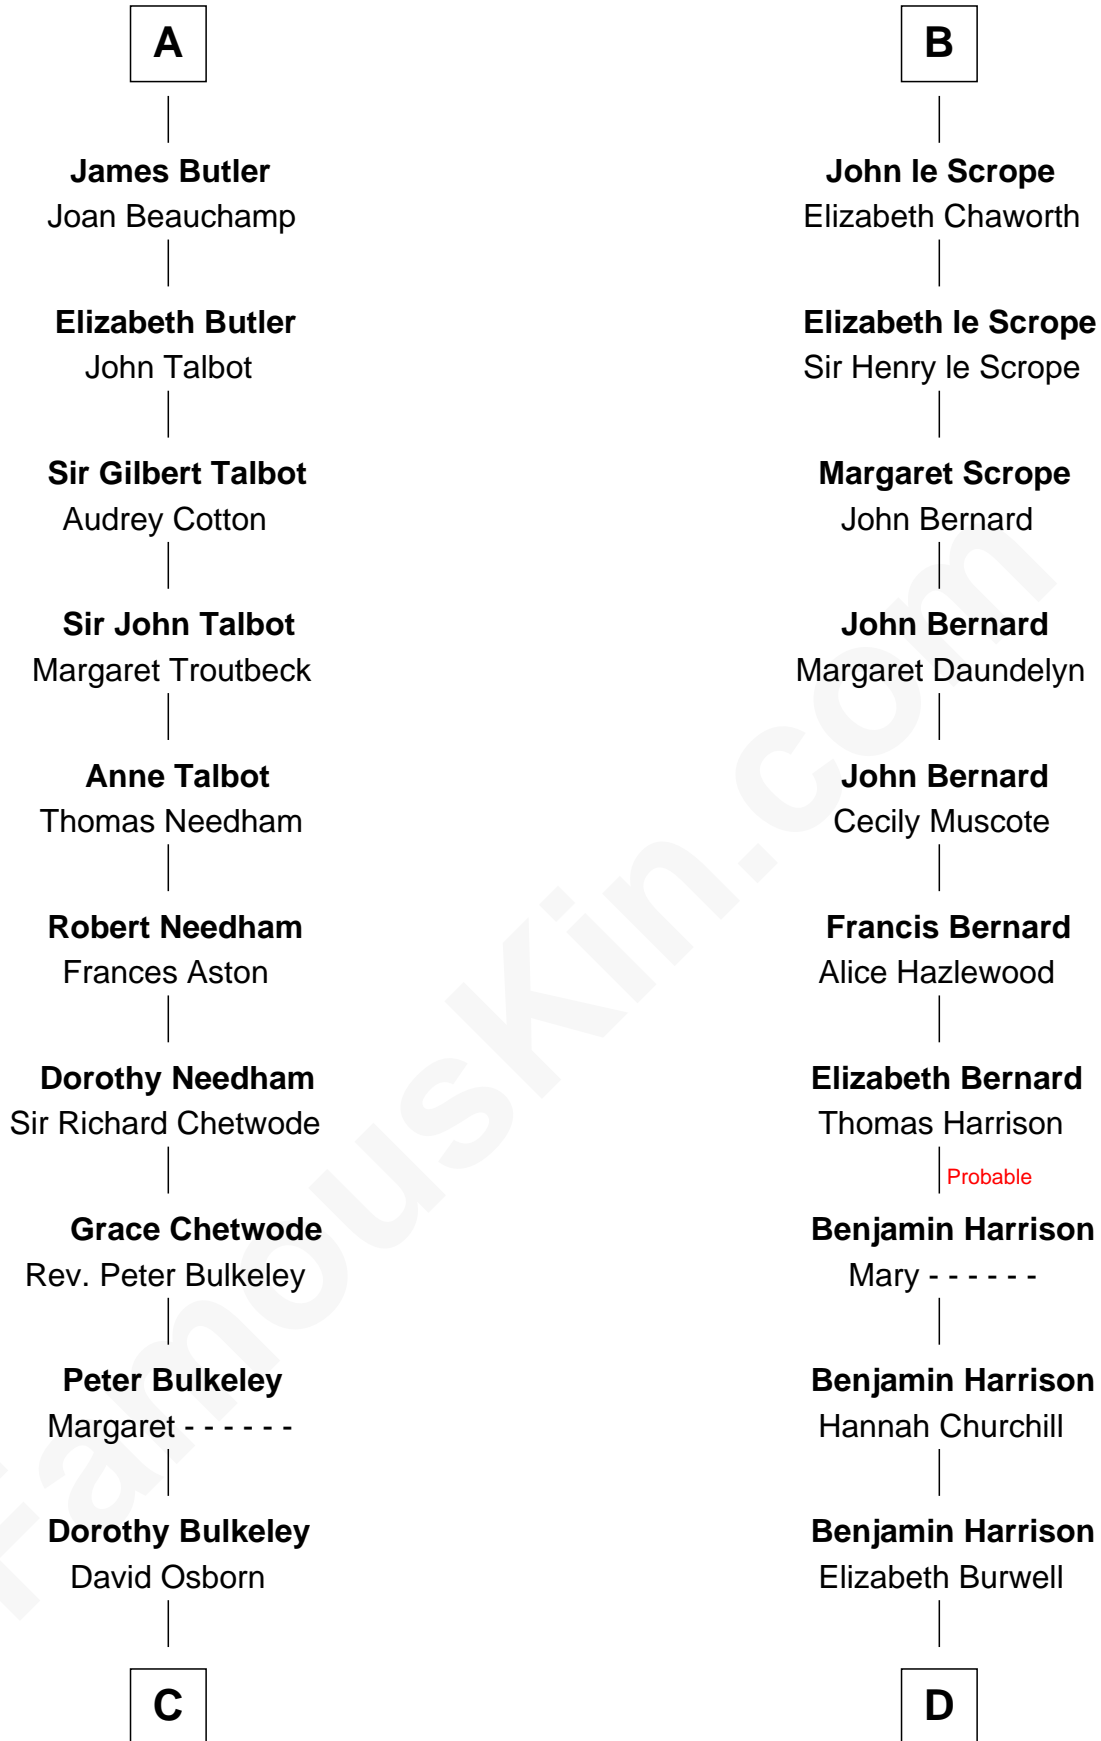 A
James Butler
Joan Beauchamp
Elizabeth Butler
John Talbot
Sir Gilbert Talbot
Audrey Cotton
Sir John Talbot
Margaret Troutbeck
Anne Talbot
Thomas Needham
Robert Needham
Frances Aston
Dorothy Needham
Sir Richard Chetwode
Grace Chetwode
Rev. Peter Bulkeley
Peter Bulkeley
Margaret - - - - - -
Dorothy Bulkeley
David Osborn
C
B
John le Scrope
Elizabeth Chaworth
Elizabeth le Scrope
Sir Henry le Scrope
Margaret Scrope
John Bernard
John Bernard
Margaret Daundelyn
John Bernard
Cecily Muscote
Francis Bernard
Alice Hazlewood
Elizabeth Bernard
Thomas Harrison
Probable
Benjamin Harrison
Mary - - - - - -
Benjamin Harrison
Hannah Churchill
Benjamin Harrison
Elizabeth Burwell
D
FamousKin.com